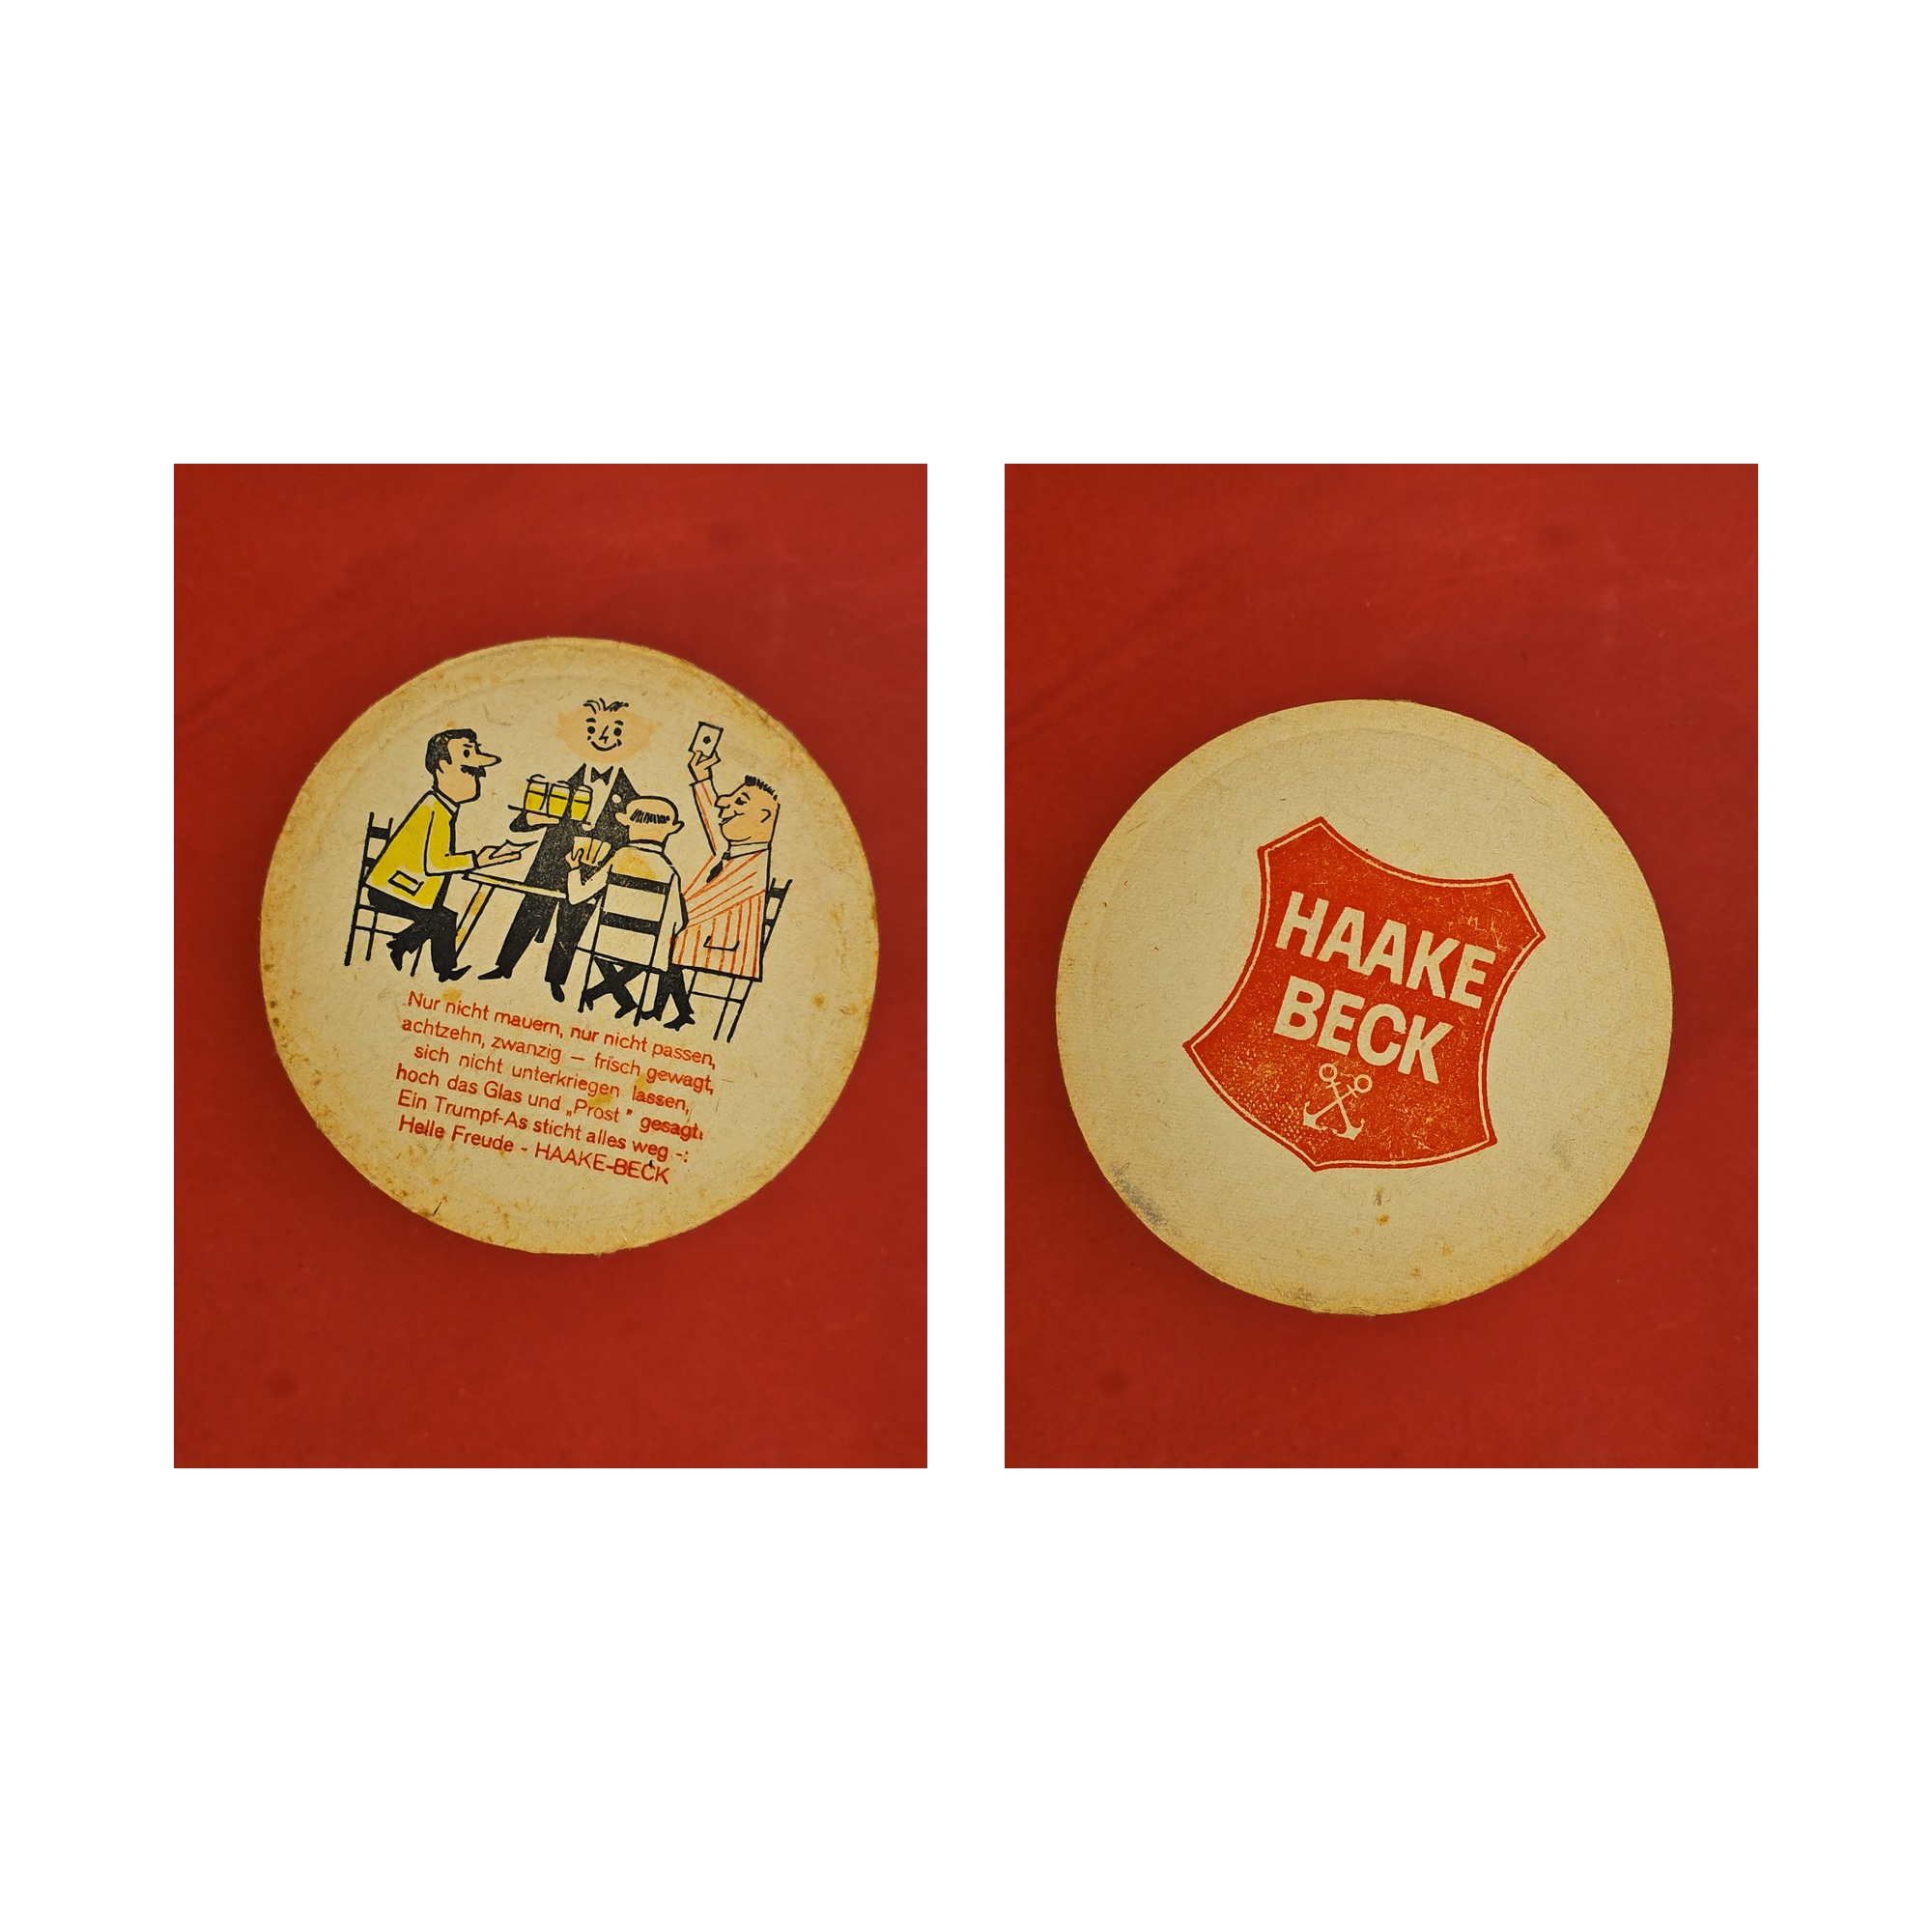 Nur nicht mauern, nur nicht passen,
achtzehn, zwanzig — frisch gewagt,
sich nicht unterkriegen lassen,
hoch das Glas und „Prost" gesagt.
Ein Trumpf-As sticht alles weg -:
Helle Freude - HAAKE-BECK
HAAKE
BECK